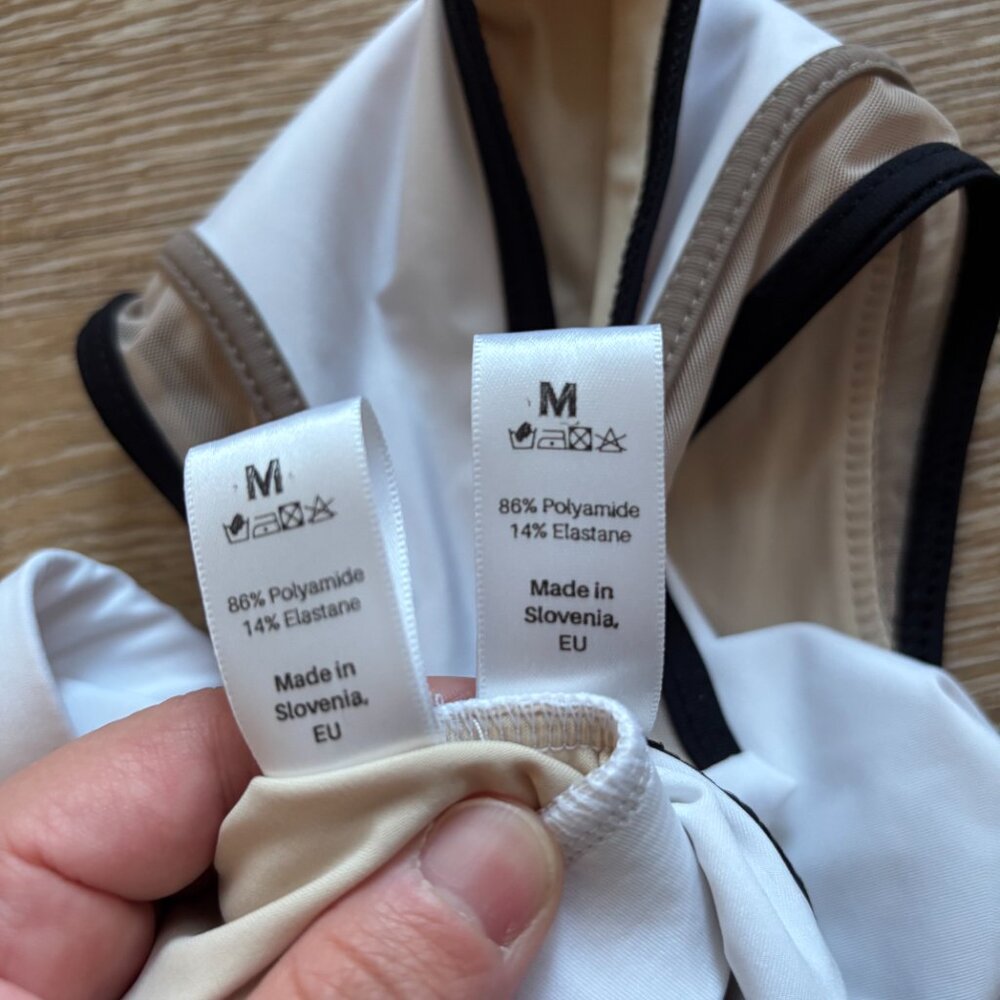 M
86% Polyamide
14% Elastane
Made in
Slovenia,
EU
M
86% Polyamide
14% Elastane
Made in
Slovenia,
EU